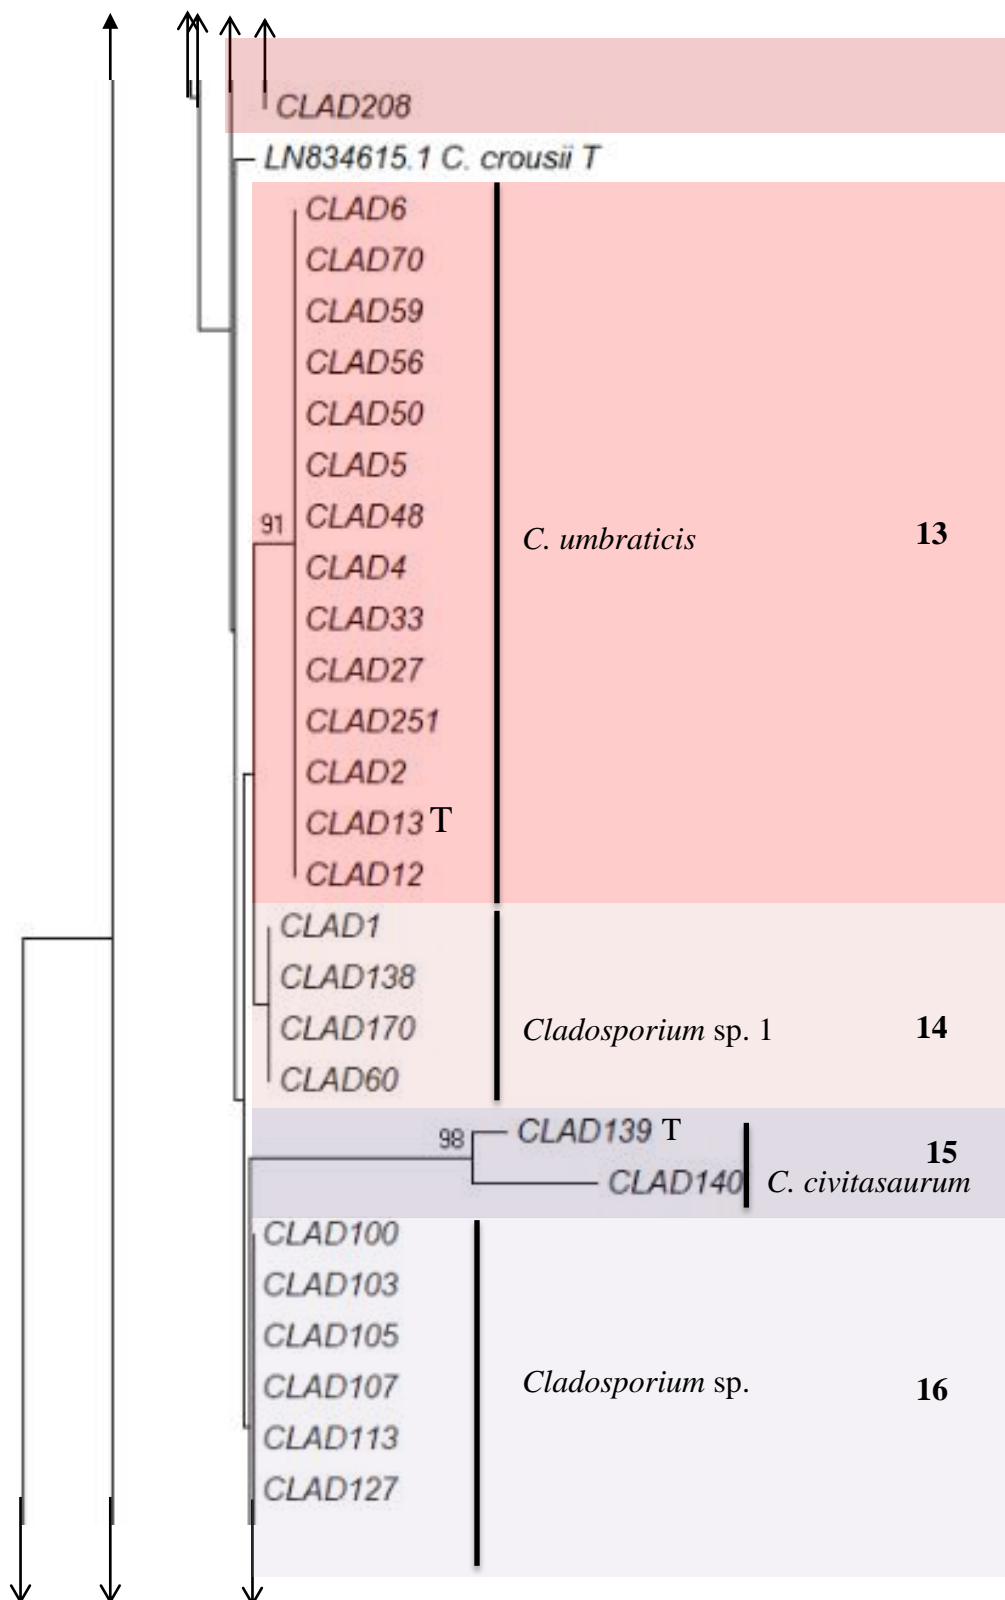 CLAD208
LN834615.1 C. crousii T
CLAD6
CLAD70
CLAD59
CLAD56
CLAD50
CLAD5
91 CLAD48
C. umbraticis 13
CLAD4
CLAD33
CLAD27
CLAD251
CLAD2
CLAD13 T
CLAD12
CLAD1
CLAD138
CLAD170
Cladosporium sp. 1 14
CLAD60
98 CLAD139 T
15
CLAD140 C. civitasaurum
CLAD100
CLAD103
CLAD105
CLAD107
Cladosporium sp. 16
CLAD113
CLAD127